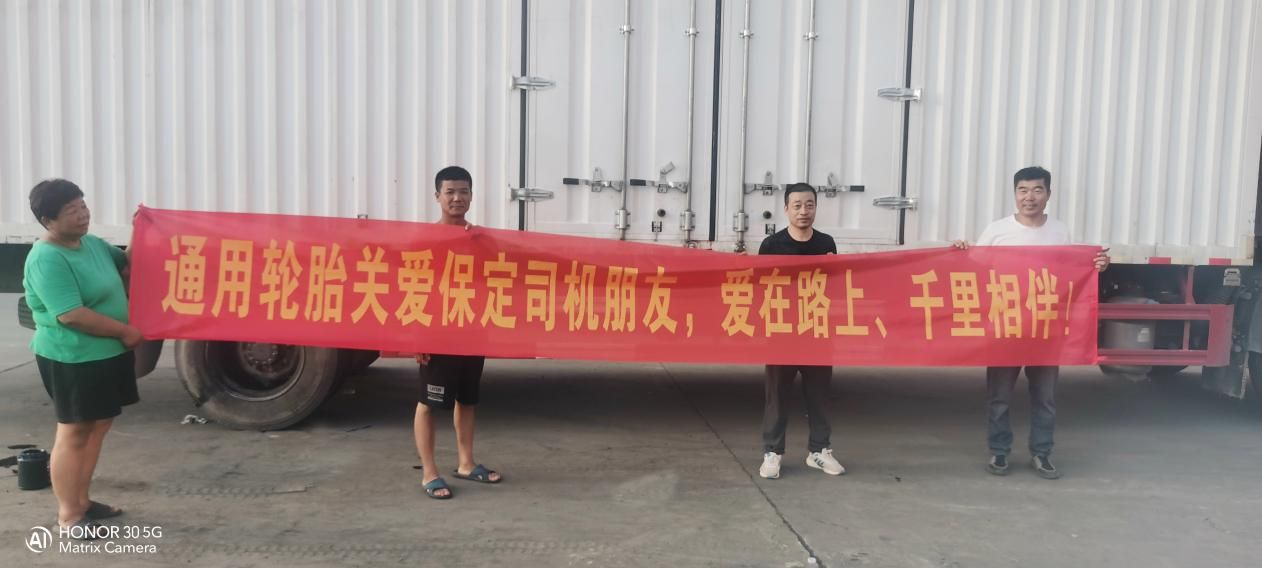 通用轮胎关爱保定司机朋友，爱在路上、千里相伴！
AI HONOR 30 5G
Matrix Camera